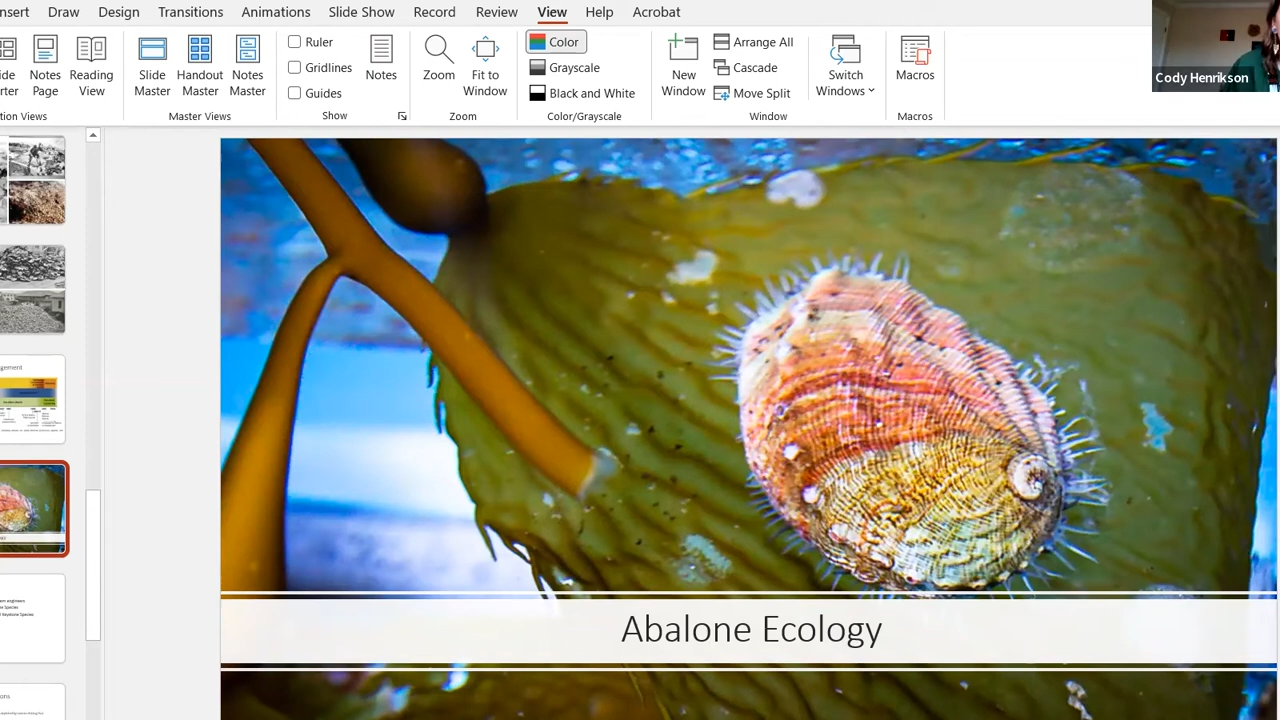 nsert Draw Design Transitions Animations Slide Show Record Review View Help Acrobat
Ruler
Gridlines
Guides
Color
Grayscale
Black and White
Arrange All
Cascade
Move Split
Notes Page
Reading View
Slide Master
Handout Master
Notes Master
Notes
Zoom
Fit to Window
New Window
Switch Windows
Macros
tion Views
Master Views
Show
Zoom
Color/Grayscale
Window
Macros
Cody Henrikson
Abalone Ecology